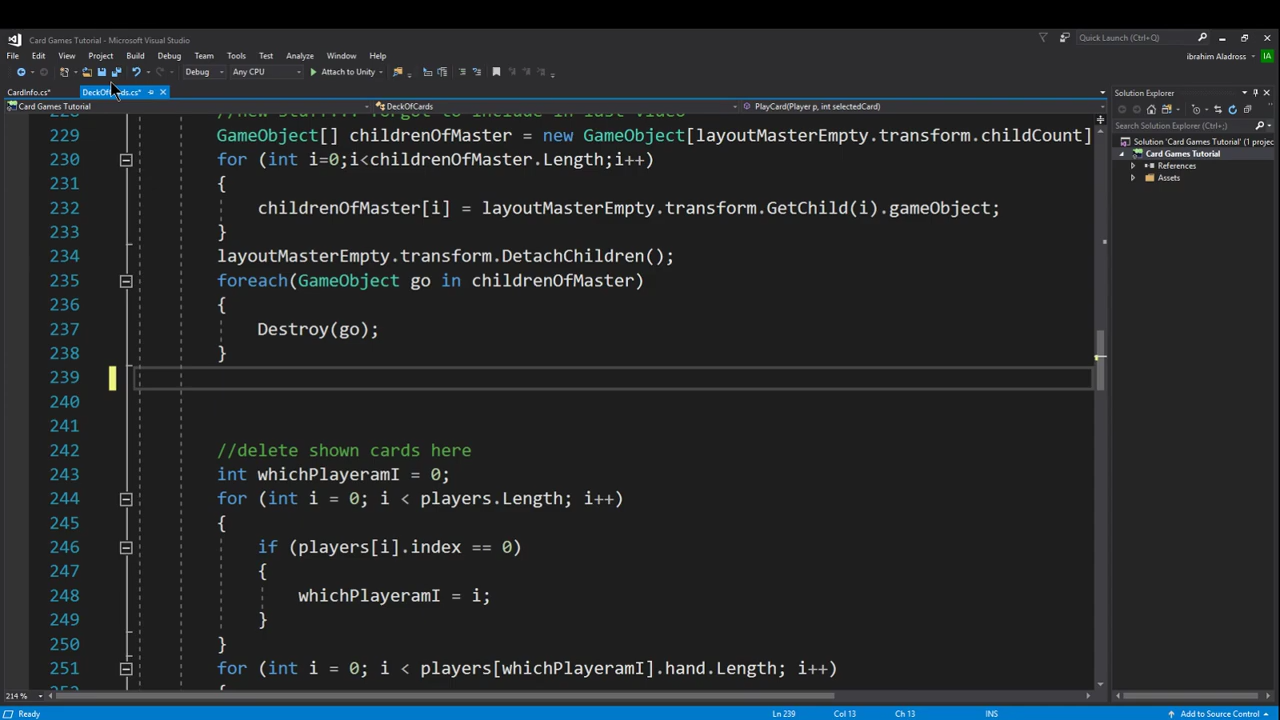 Card Games Tutorial - Microsoft Visual Studio
Quick Launch (Ctrl+Q)
File Edit View Project Build Debug Team Tools Test Analyze Window Help
ibrahim Aladross IA
Debug Any CPU Attach to Unity
CardInfo.cs* DeckOfCards.cs*
Solution Explorer
Card Games Tutorial DeckOfCards PlayCard(Player p, int selectedCard)
Search Solution Explorer (Ctrl+;)
Solution 'Card Games Tutorial' (1 projec
Card Games Tutorial
References
Assets
229 GameObject[] childrenOfMaster = new GameObject[layoutMasterEmpty.transform.childCount]
230 for (int i=0;i<childrenOfMaster.Length;i++)
231 {
232 childrenOfMaster[i] = layoutMasterEmpty.transform.GetChild(i).gameObject;
233 }
234 layoutMasterEmpty.transform.DetachChildren();
235 foreach(GameObject go in childrenOfMaster)
236 {
237 Destroy(go);
238 }
239
240
241
242 //delete shown cards here
243 int whichPlayeramI = 0;
244 for (int i = 0; i < players.Length; i++)
245 {
246 if (players[i].index == 0)
247 {
248 whichPlayeramI = i;
249 }
250 }
251 for (int i = 0; i < players[whichPlayeramI].hand.Length; i++)
214 %
Ready Ln 239 Col 13 Ch 13 INS Add to Source Control